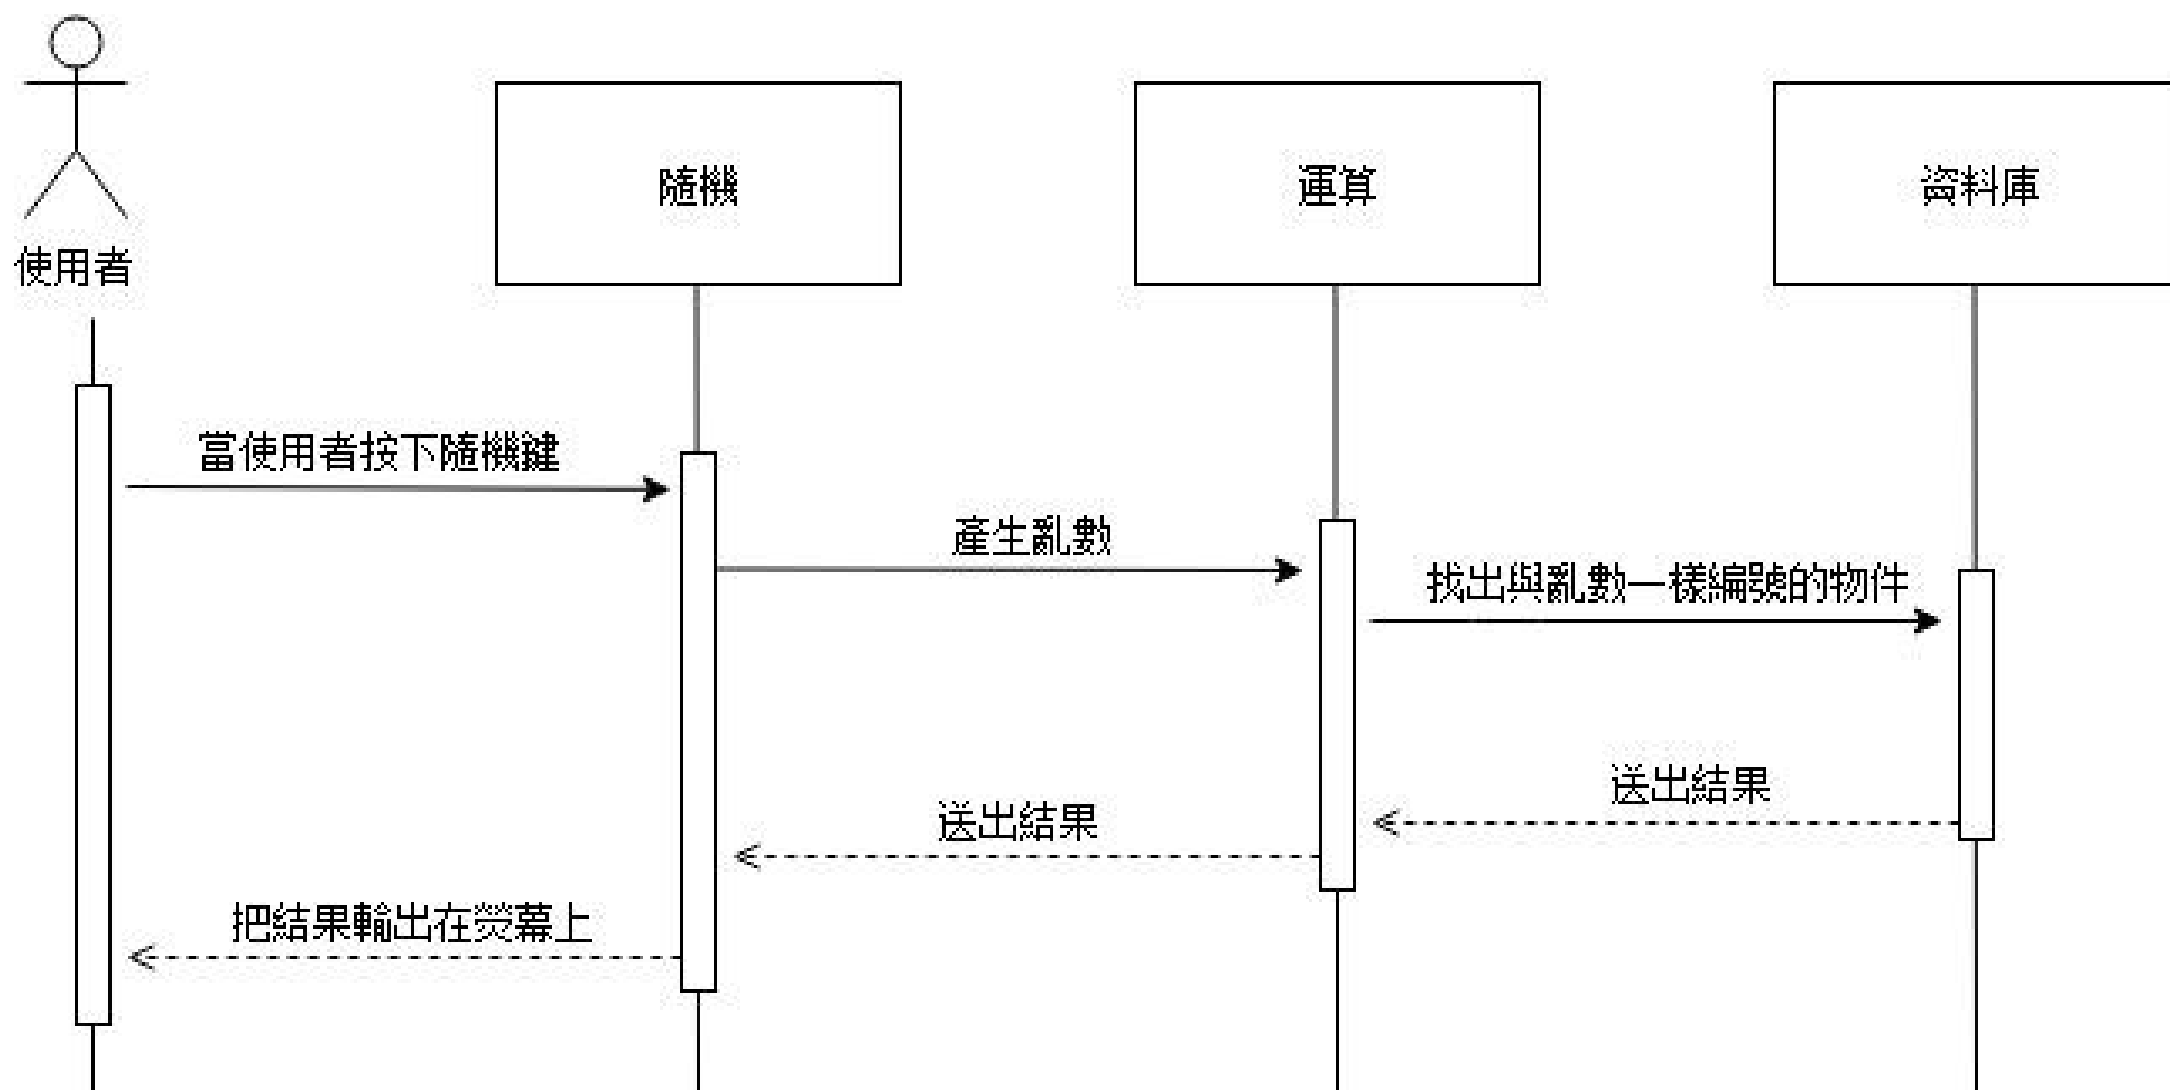 隨機
運算
資料庫
使用者
當使用者按下隨機鍵
產生亂數
找出與亂數一樣編號的物件
送出結果
送出結果
把結果輸出在熒幕上